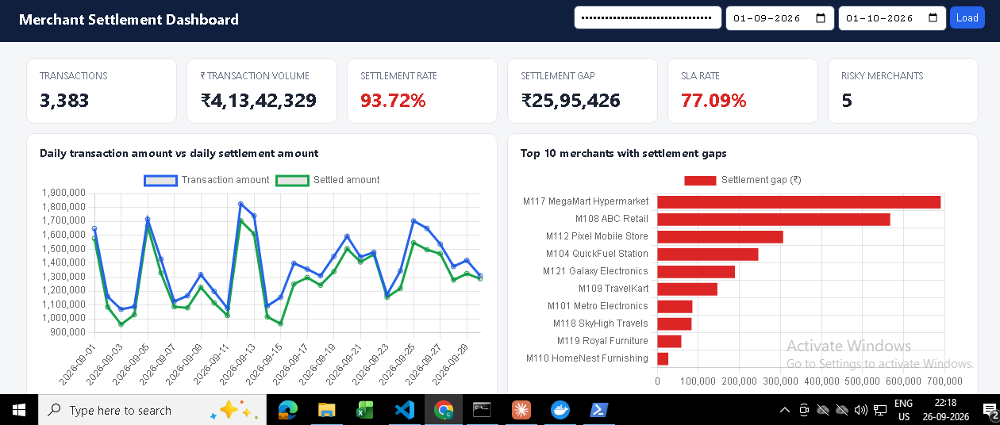 Merchant Settlement Dashboard
01-09-2026
01-10-2026
Load
TRANSACTIONS
3,383
₹ TRANSACTION VOLUME
₹4,13,42,329
SETTLEMENT RATE
93.72%
SETTLEMENT GAP
₹25,95,426
SLA RATE
77.09%
RISKY MERCHANTS
5
Daily transaction amount vs daily settlement amount
Transaction amount
Settled amount
1,900,000
1,800,000
1,700,000
1,600,000
1,500,000
1,400,000
1,300,000
1,200,000
1,100,000
1,000,000
900,000
2026-09-01
2026-09-03
2026-09-05
2026-09-07
2026-09-09
2026-09-11
2026-09-13
2026-09-15
2026-09-17
2026-09-19
2026-09-21
2026-09-23
2026-09-25
2026-09-27
2026-09-29
Top 10 merchants with settlement gaps
Settlement gap (₹)
M117 MegaMart Hypermarket
M108 ABC Retail
M112 Pixel Mobile Store
M104 QuickFuel Station
M121 Galaxy Electronics
M109 TravelKart
M101 Metro Electronics
M118 SkyHigh Travels
M119 Royal Furniture
M110 HomeNest Furnishing
0
100,000
200,000
300,000
400,000
500,000
600,000
700,000
Activate Windows
Go to Settings to activate Windows.
Type here to search
ENG
US
22:18
26-09-2026
2